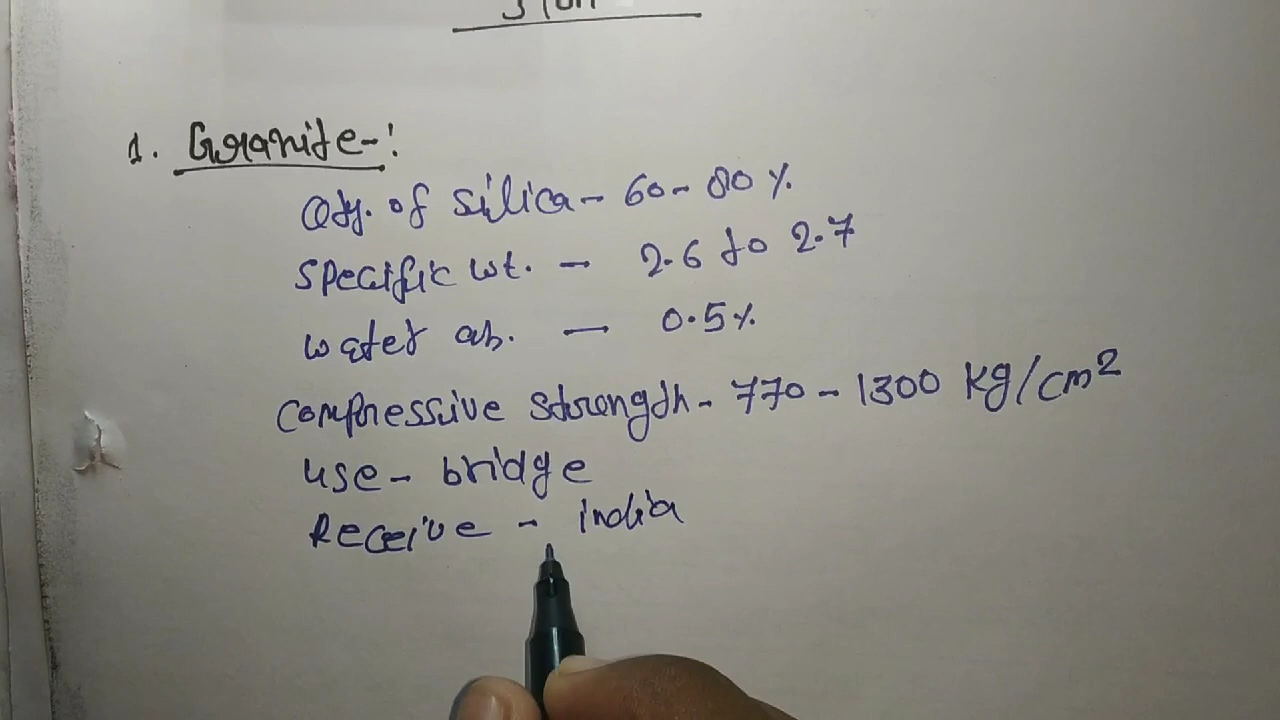 1. Granite-:
Qty. of silica - 60 - 80 %
Specific wt. - 2.6 to 2.7
water ab. - 0.5%
Compressive strength - 770 - 1300 kg/cm²
use - bridge
Receive - india